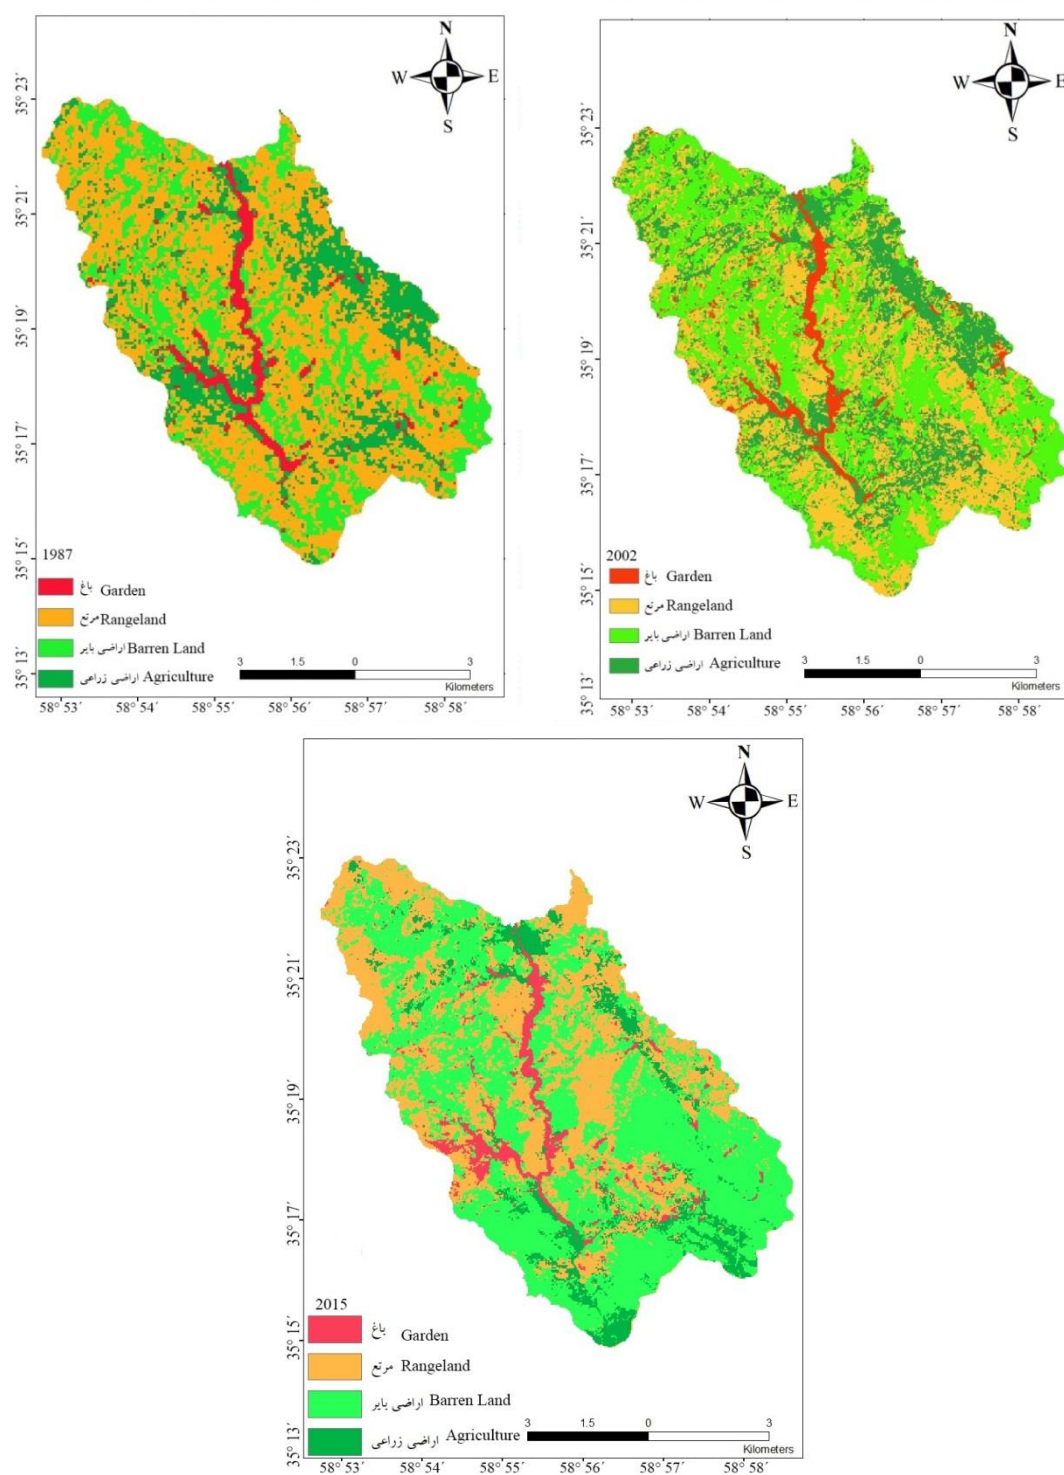 N
W E
S
35° 23′
35° 21′
35° 19′
35° 17′
35° 15′
35° 13′
1987
باغ Garden
مرتع Rangeland
اراضی بایر Barren Land
اراضی زراعی Agriculture
3 1.5 0 3
Kilometers
58° 53′ 58° 54′ 58° 55′ 58° 56′ 58° 57′ 58° 58′
N
W E
S
35° 23′
35° 21′
35° 19′
35° 17′
35° 15′
35° 13′
2002
باغ Garden
مرتع Rangeland
اراضی بایر Barren Land
اراضی زراعی Agriculture
3 1.5 0 3
Kilometers
58° 53′ 58° 54′ 58° 55′ 58° 56′ 58° 57′ 58° 58′
N
W E
S
35° 23′
35° 21′
35° 19′
35° 17′
35° 15′
35° 13′
2015
باغ Garden
مرتع Rangeland
اراضی بایر Barren Land
اراضی زراعی Agriculture
3 1.5 0 3
Kilometers
58° 53′ 58° 54′ 58° 55′ 58° 56′ 58° 57′ 58° 58′